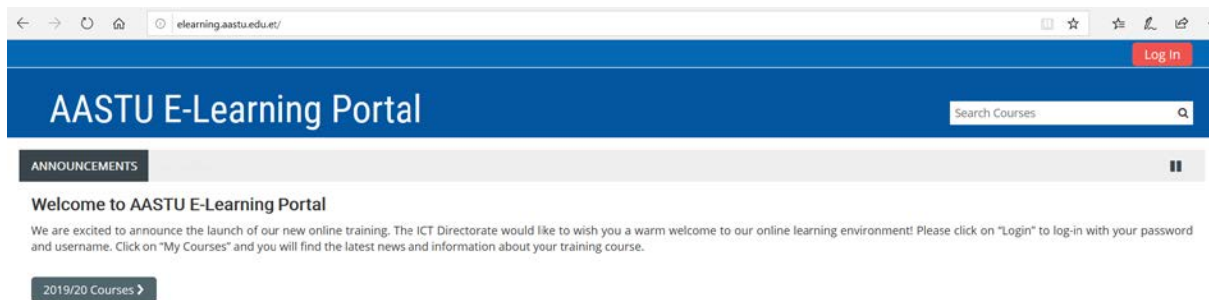 elearning.aastu.edu.et/
Log In
AASTU E-Learning Portal
Search Courses
ANNOUNCEMENTS
Welcome to AASTU E-Learning Portal
We are excited to announce the launch of our new online training. The ICT Directorate would like to wish you a warm welcome to our online learning environment! Please click on “Login” to log-in with your password
and username. Click on “My Courses” and you will find the latest news and information about your training course.
2019/20 Courses